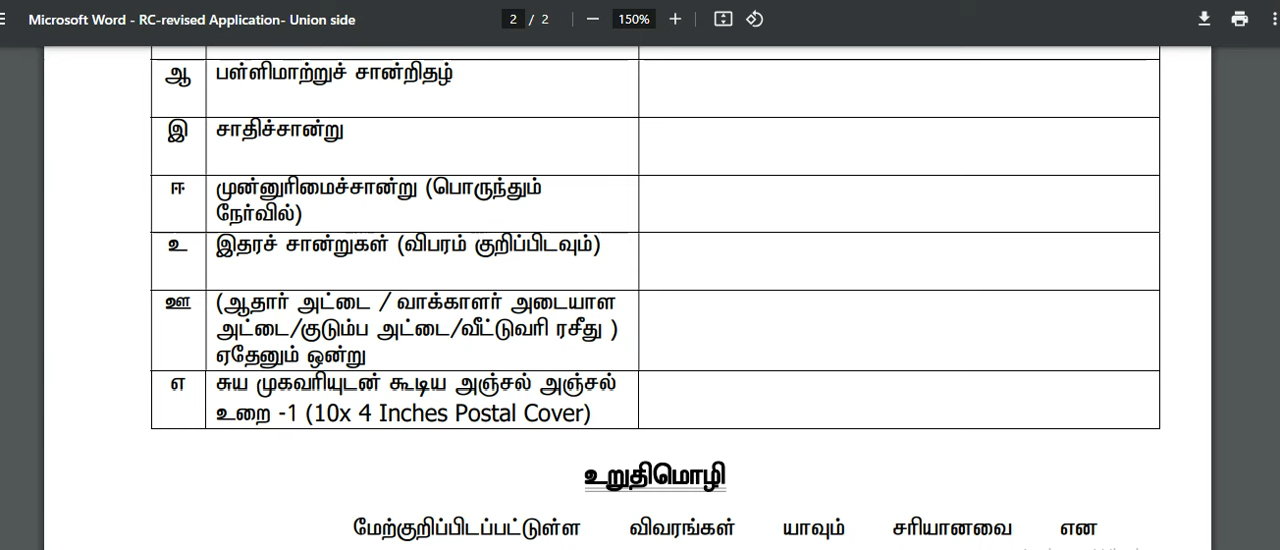 Microsoft Word - RC-revised Application- Union side
2 / 2
150%
ஆ பள்ளிமாற்றுச் சான்றிதழ்
இ சாதிச்சான்று
ஈ முன்னுரிமைச்சான்று (பொருந்தும்
நேர்வில்)
உ இதரச் சான்றுகள் (விபரம் குறிப்பிடவும்)
ஊ (ஆதார் அட்டை / வாக்காளர் அடையாள
அட்டை/குடும்ப அட்டை/வீட்டுவரி ரசீது )
ஏதேனும் ஒன்று
எ சுய முகவரியுடன் கூடிய அஞ்சல் அஞ்சல்
உறை -1 (10x 4 Inches Postal Cover)
உறுதிமொழி
மேற்குறிப்பிடப்பட்டுள்ள விவரங்கள் யாவும் சரியானவை என